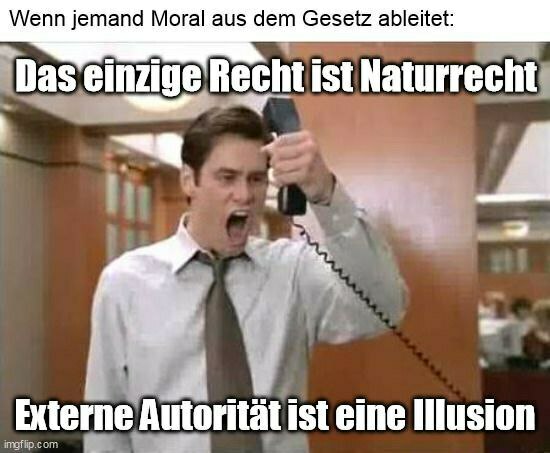 Wenn jemand Moral aus dem Gesetz ableitet:
Das einzige Recht ist Naturrecht
Externe Autorität ist eine Illusion
imgflip.com